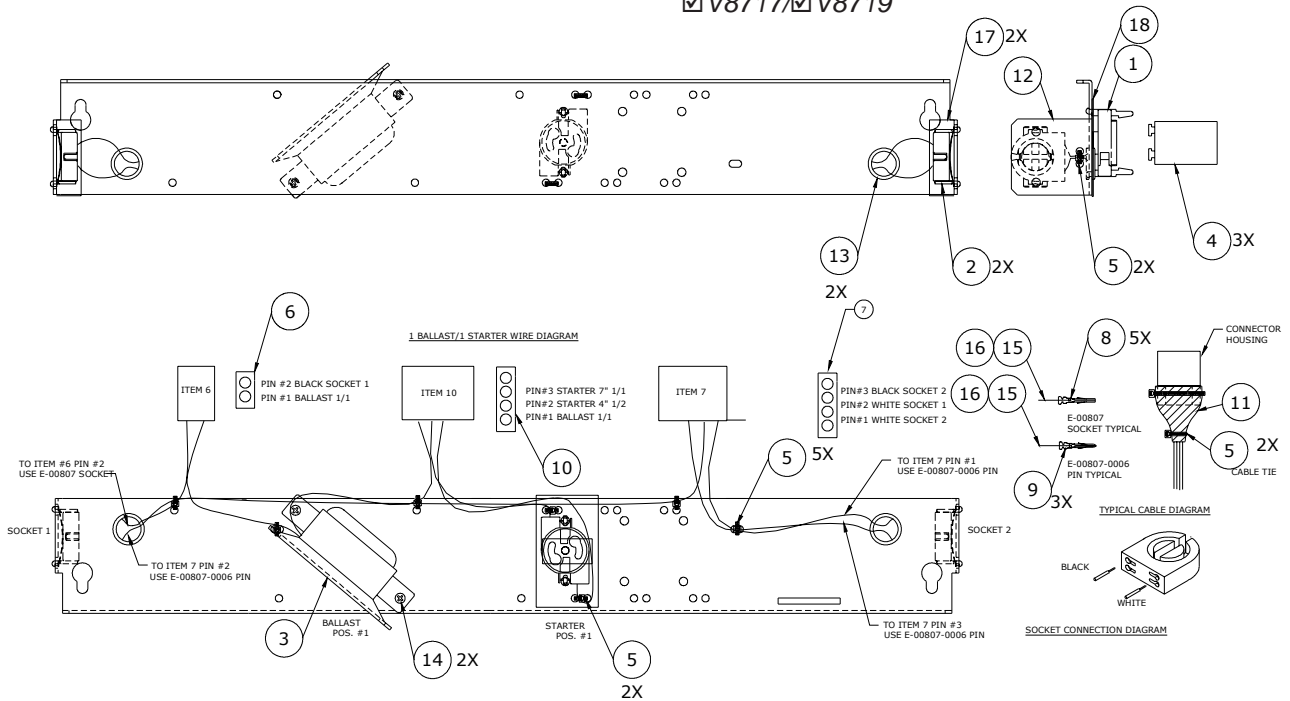 ☑ V8717/☑ V8719
17 2X
18
12
1
13
2X
2 2X
5 2X
4 3X
6
1 BALLAST/1 STARTER WIRE DIAGRAM
7
ITEM 6
PIN #2 BLACK SOCKET 1
PIN #1 BALLAST 1/1
ITEM 10
PIN#3 STARTER 7" 1/1
PIN#2 STARTER 4" 1/2
PIN#1 BALLAST 1/1
10
ITEM 7
PIN#3 BLACK SOCKET 2
PIN#2 WHITE SOCKET 1
PIN#1 WHITE SOCKET 2
16 15 8 5X
E-00807
SOCKET TYPICAL
16 15
E-00807-0006
PIN TYPICAL
9 3X
CONNECTOR
HOUSING
11
5 2X
CABLE TIE
TYPICAL CABLE DIAGRAM
TO ITEM #6 PIN #2
USE E-00807 SOCKET
5 5X
TO ITEM 7 PIN #1
USE E-00807-0006 PIN
SOCKET 1
TO ITEM 7 PIN #2
USE E-00807-0006 PIN
SOCKET 2
BLACK
WHITE
SOCKET CONNECTION DIAGRAM
3
BALLAST
POS. #1
14 2X
STARTER
POS. #1
5
2X
TO ITEM 7 PIN #3
USE E-00807-0006 PIN